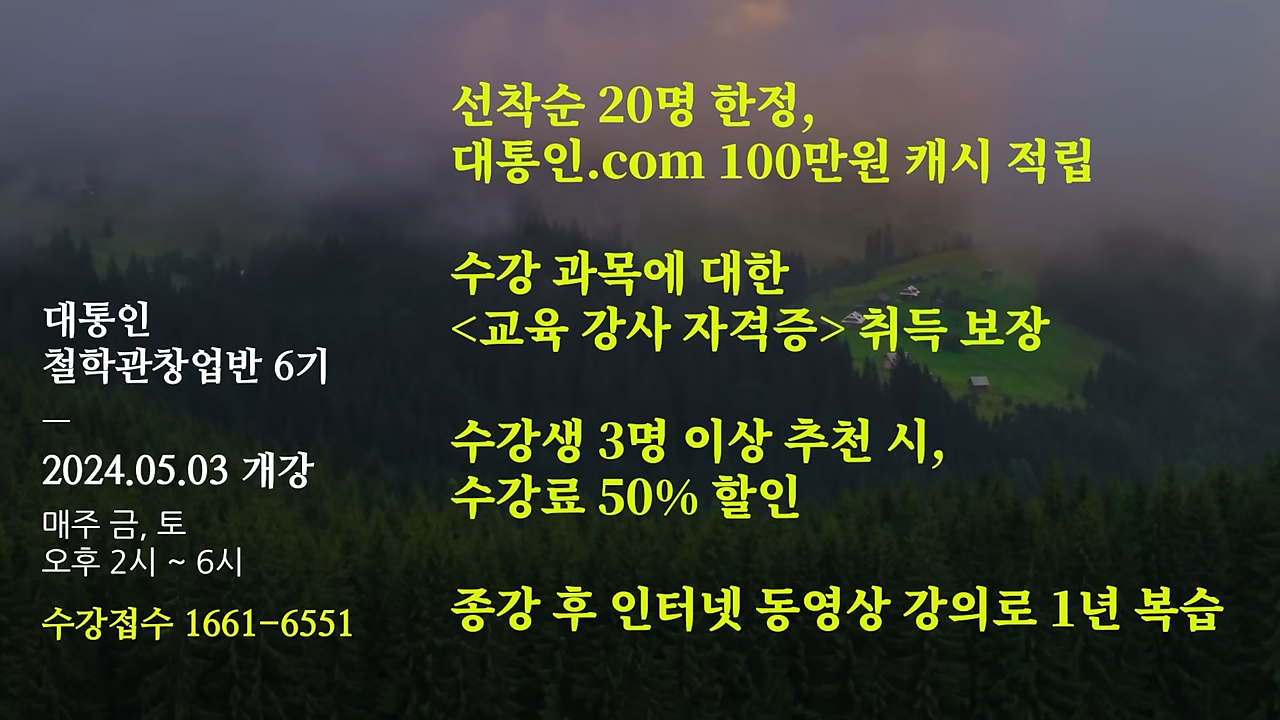 대통인
철학관창업반 6기
2024.05.03 개강
매주 금, 토
오후 2시 ~ 6시
수강접수 1661-6551
선착순 20명 한정,
대통인.com 100만원 캐시 적립
수강 과목에 대한
<교육 강사 자격증> 취득 보장
수강생 3명 이상 추천 시,
수강료 50% 할인
종강 후 인터넷 동영상 강의로 1년 복습